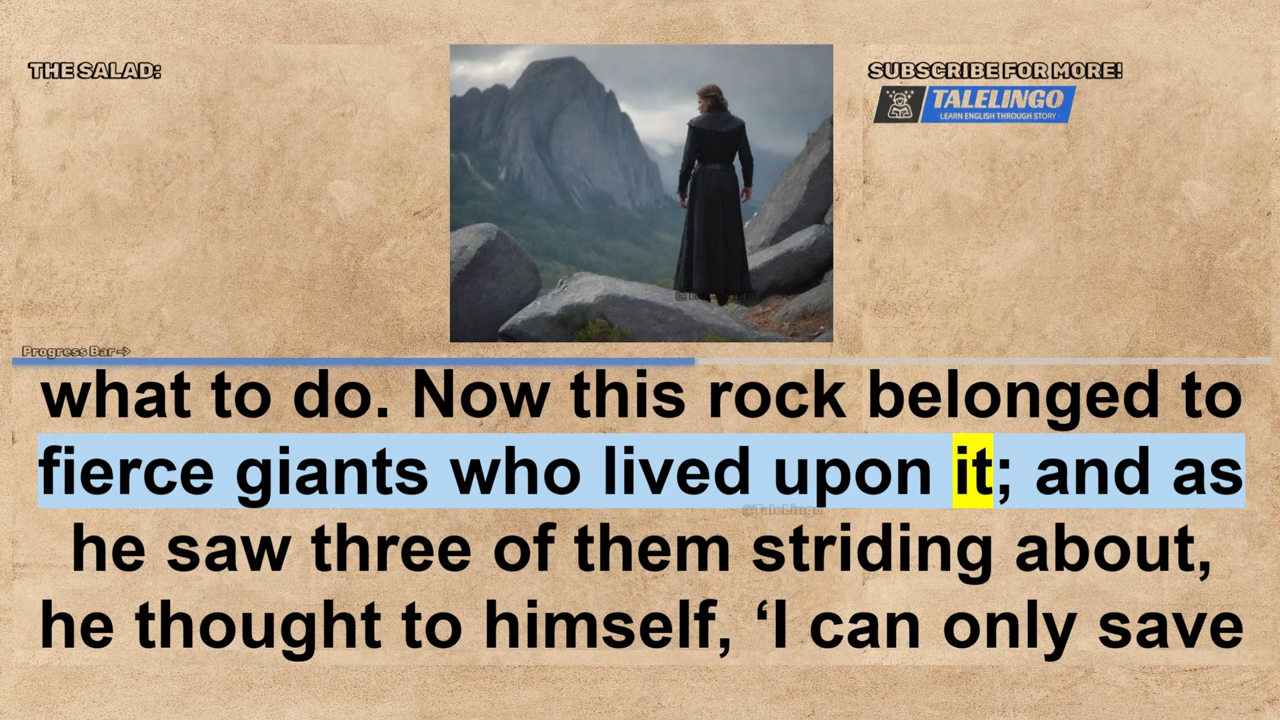 THE SALAD:
SUBSCRIBE FOR MORE!
TALELINGO
·LEARN ENGLISH THROUGH STORY·
Progress Bar->
what to do. Now this rock belonged to
fierce giants who lived upon it; and as
he saw three of them striding about,
he thought to himself, ‘I can only save
@TaleLingo